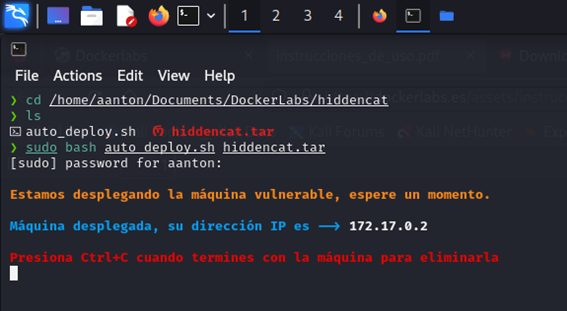 1 2 3 4
Dockerlabs instrucciones_de_uso.pdf Downlo
File Actions Edit View Help
❯ cd /home/aanton/Documents/DockerLabs/hiddencat
❯ ls
auto_deploy.sh hiddencat.tar
❯ sudo bash auto_deploy.sh hiddencat.tar
[sudo] password for aanton:
Estamos desplegando la máquina vulnerable, espere un momento.
Máquina desplegada, su dirección IP es —> 172.17.0.2
Presiona Ctrl+C cuando termines con la máquina para eliminarla